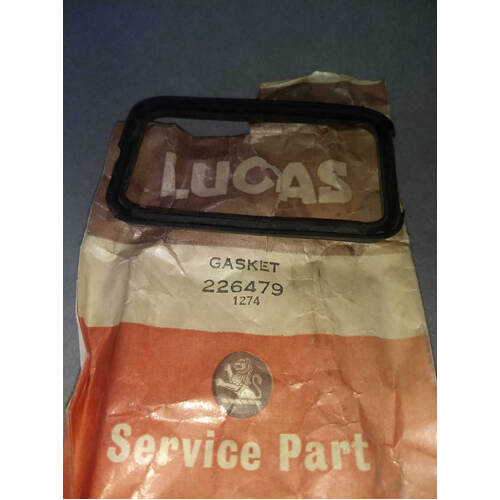 LUCAS
GASKET
226479
1274
Service Part